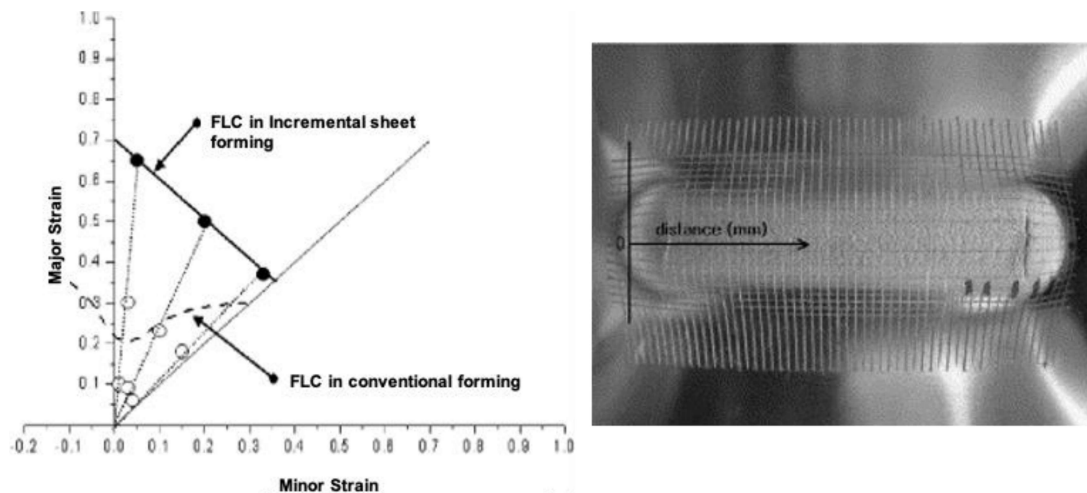 1.0
0.9
0.8
0.7
0.6
0.5
0.4
0.3
0.2
0.1
Major Strain
FLC in Incremental sheet
forming
FLC in conventional forming
-0.2 -0.1 0.0 0.1 0.2 0.3 0.4 0.5 0.6 0.7 0.8 0.9 1.0
Minor Strain
0 distance (mm)